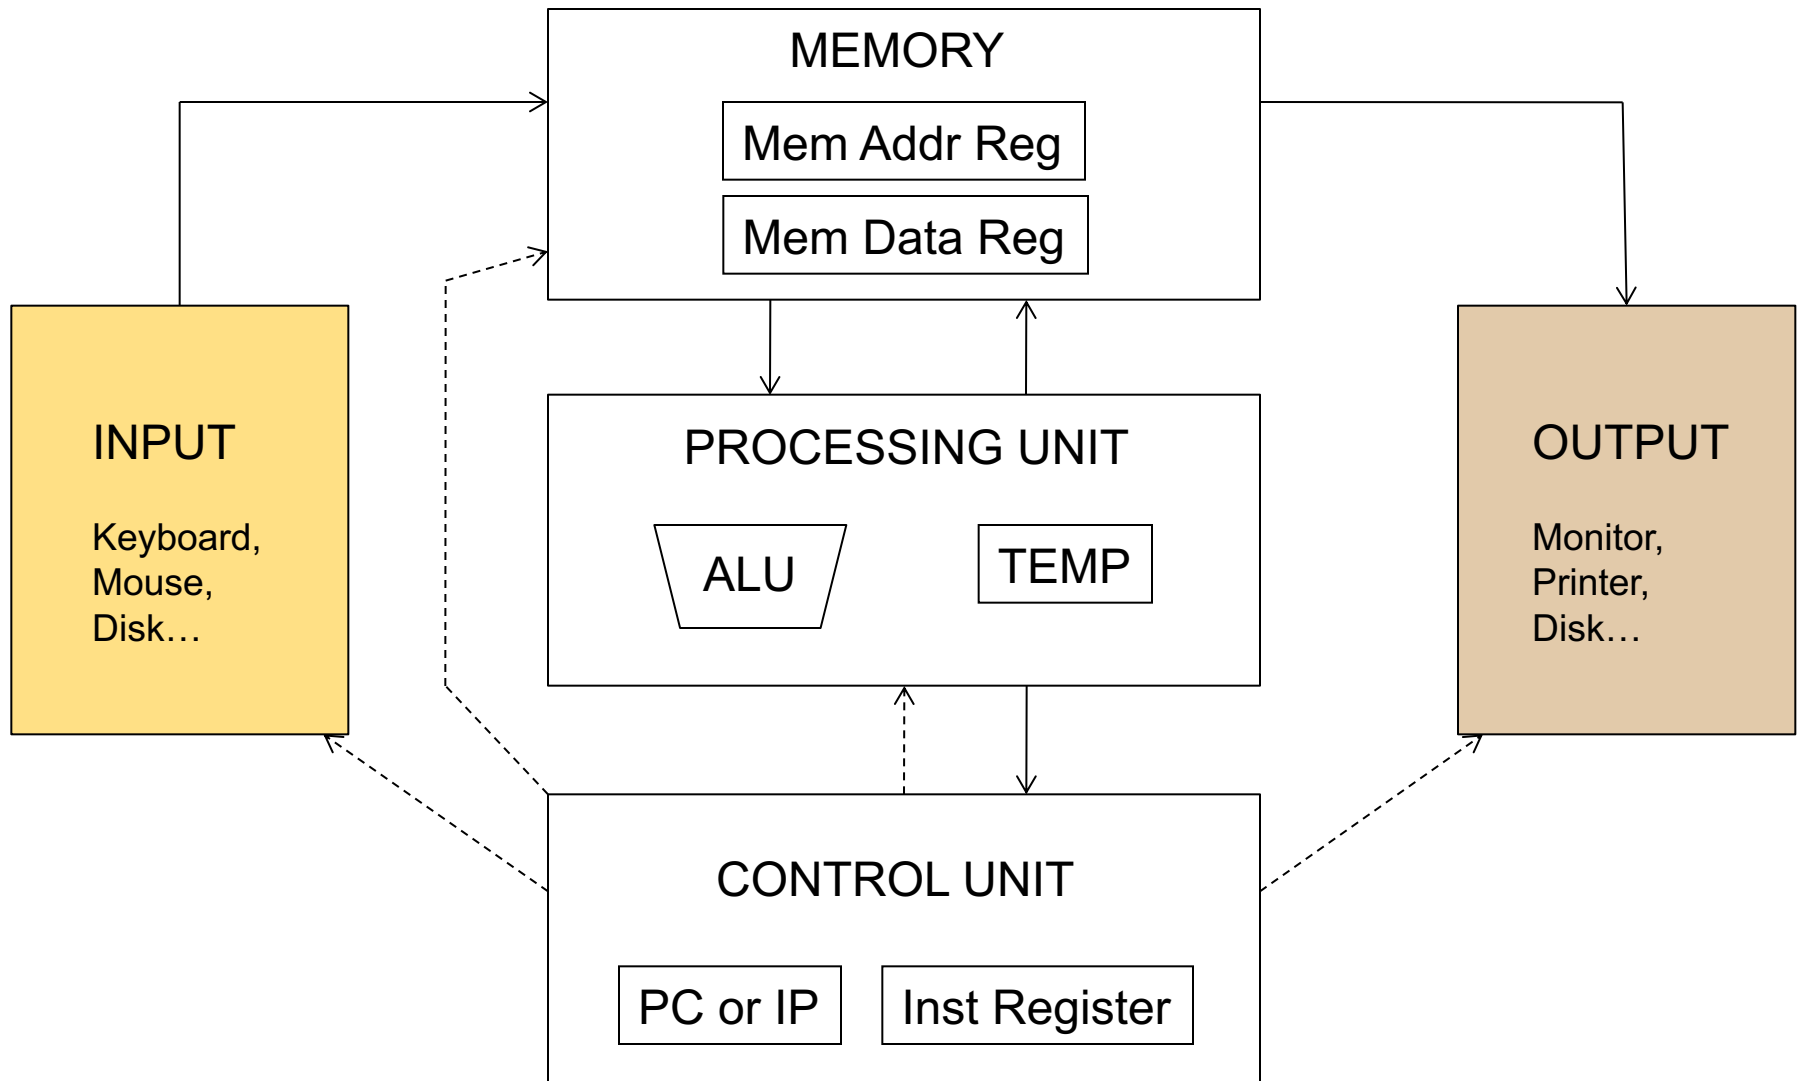 MEMORY
Mem Addr Reg
Mem Data Reg
INPUT
Keyboard,
Mouse,
Disk…
PROCESSING UNIT
ALU
TEMP
OUTPUT
Monitor,
Printer,
Disk…
CONTROL UNIT
PC or IP
Inst Register